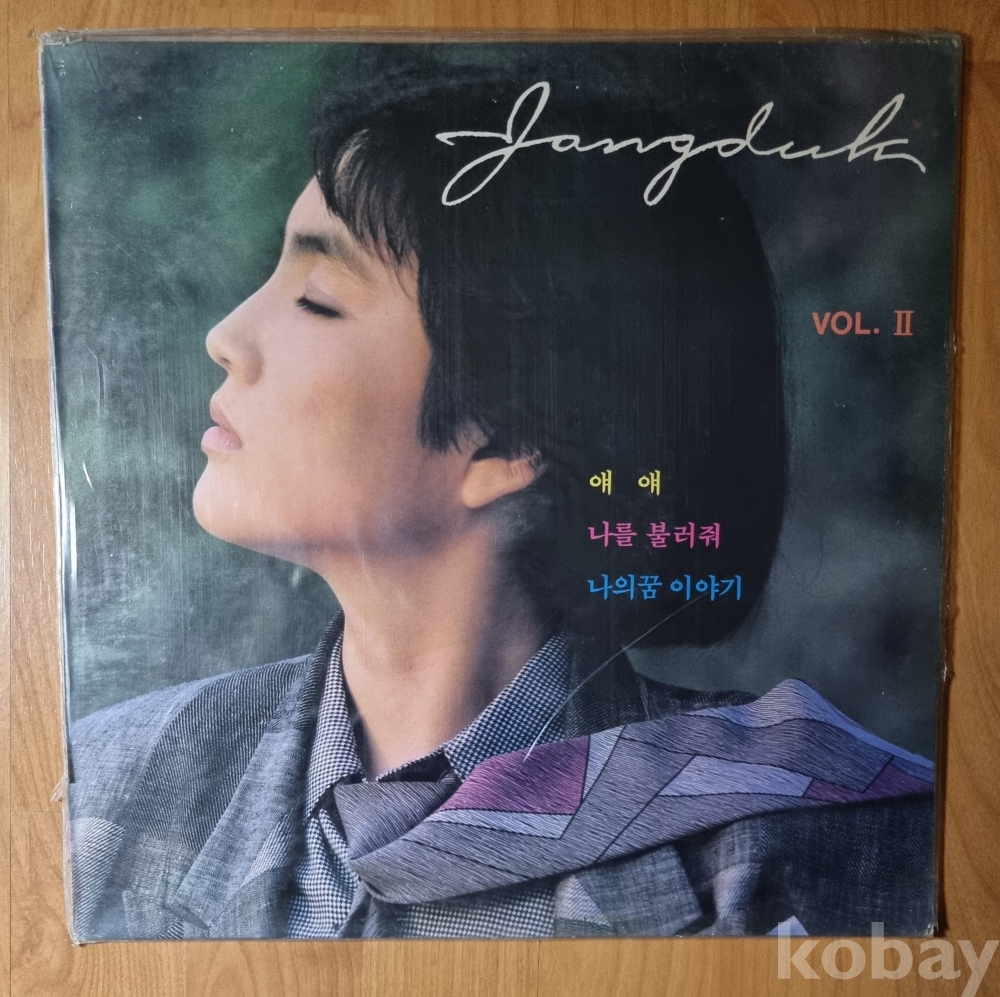 Jangduk
VOL. II
얘 얘
나를 불러줘
나의꿈 이야기
kobay